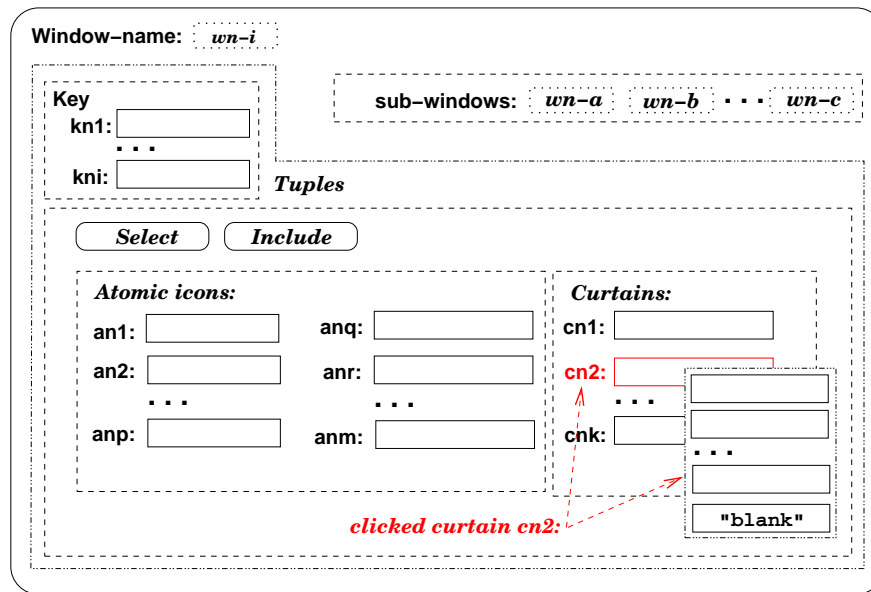 Window–name: wn–i
sub–windows: wn–a wn–b ... wn–c
Key
kn1:
...
kni:
Tuples
Select Include
Atomic icons:
an1: anq:
an2: anr:
... ...
anp: anm:
Curtains:
cn1:
cn2:
...
cnk:
...
"blank"
clicked curtain cn2: